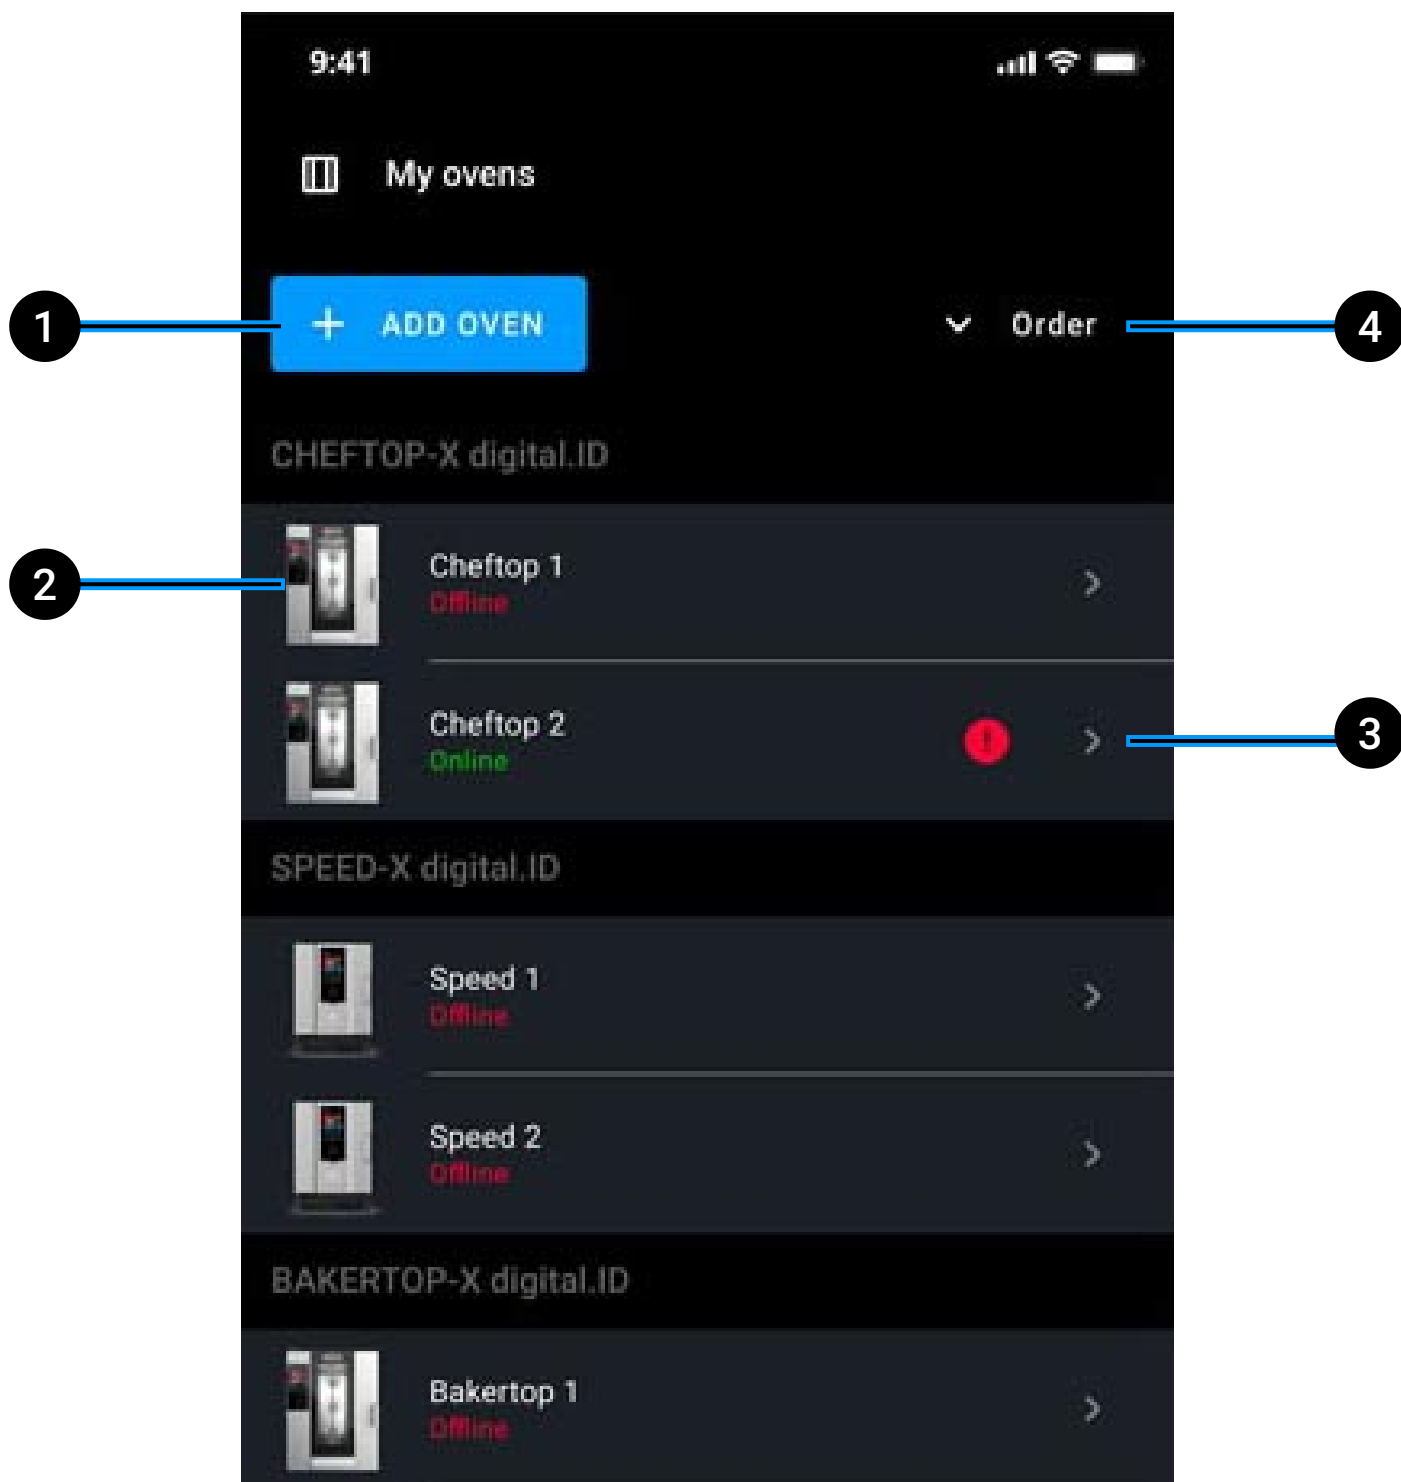 9:41
My ovens
1
ADD OVEN
Order
4
CHEFTOP-X digital.ID
2
Cheftop 1
Offline
Cheftop 2
Online
!
3
SPEED-X digital.ID
Speed 1
Offline
Speed 2
Offline
BAKERTOP-X digital.ID
Bakertop 1
Offline